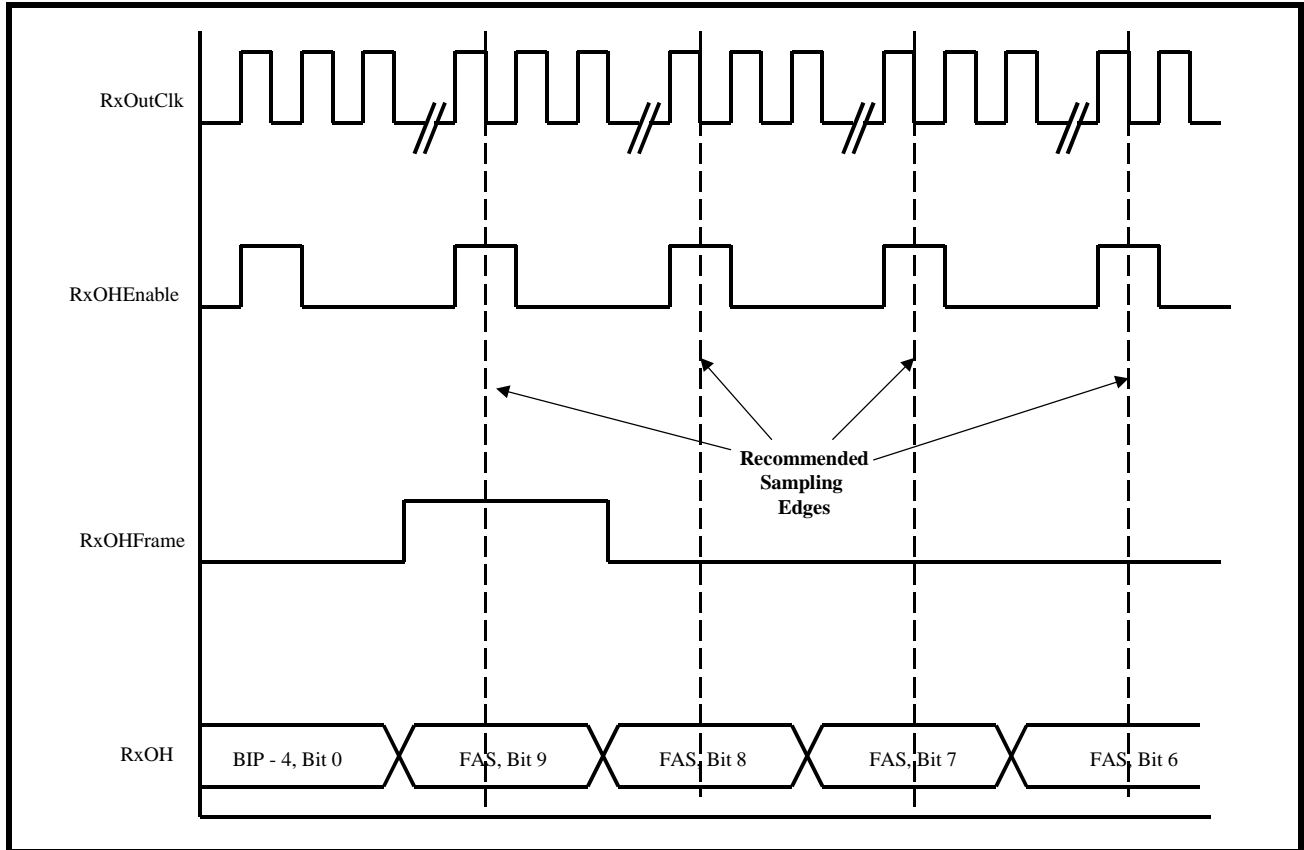 RxOutClk
RxOHEnable
Recommended
Sampling
Edges
RxOHFrame
RxOH
BIP - 4, Bit 0
FAS, Bit 9
FAS, Bit 8
FAS, Bit 7
FAS, Bit 6